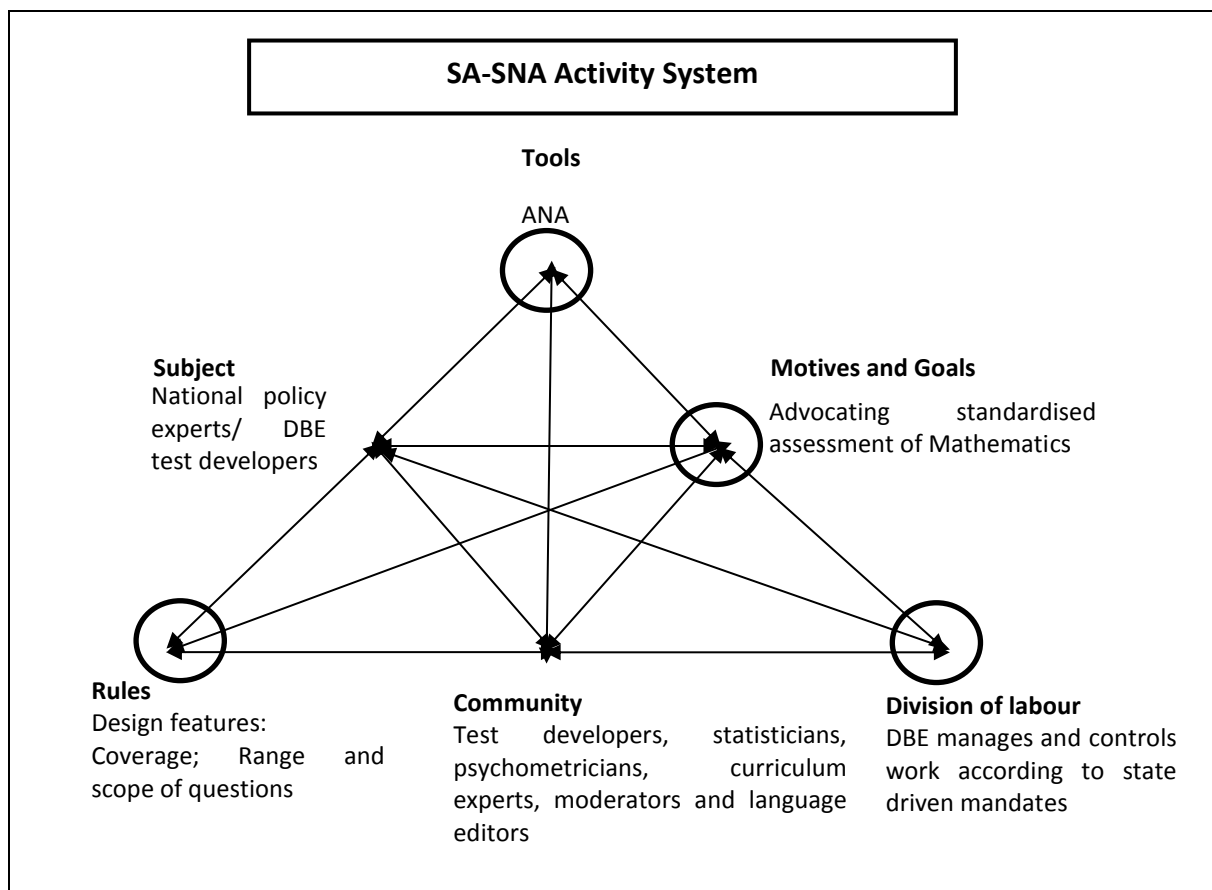 SA-SNA Activity System
Tools
ANA
Subject
National policy
experts/ DBE
test developers
Motives and Goals
Advocating standardised
assessment of Mathematics
Rules
Design features:
Coverage; Range and
scope of questions
Community
Test developers, statisticians,
psychometricians, curriculum
experts, moderators and language
editors
Division of labour
DBE manages and controls
work according to state
driven mandates